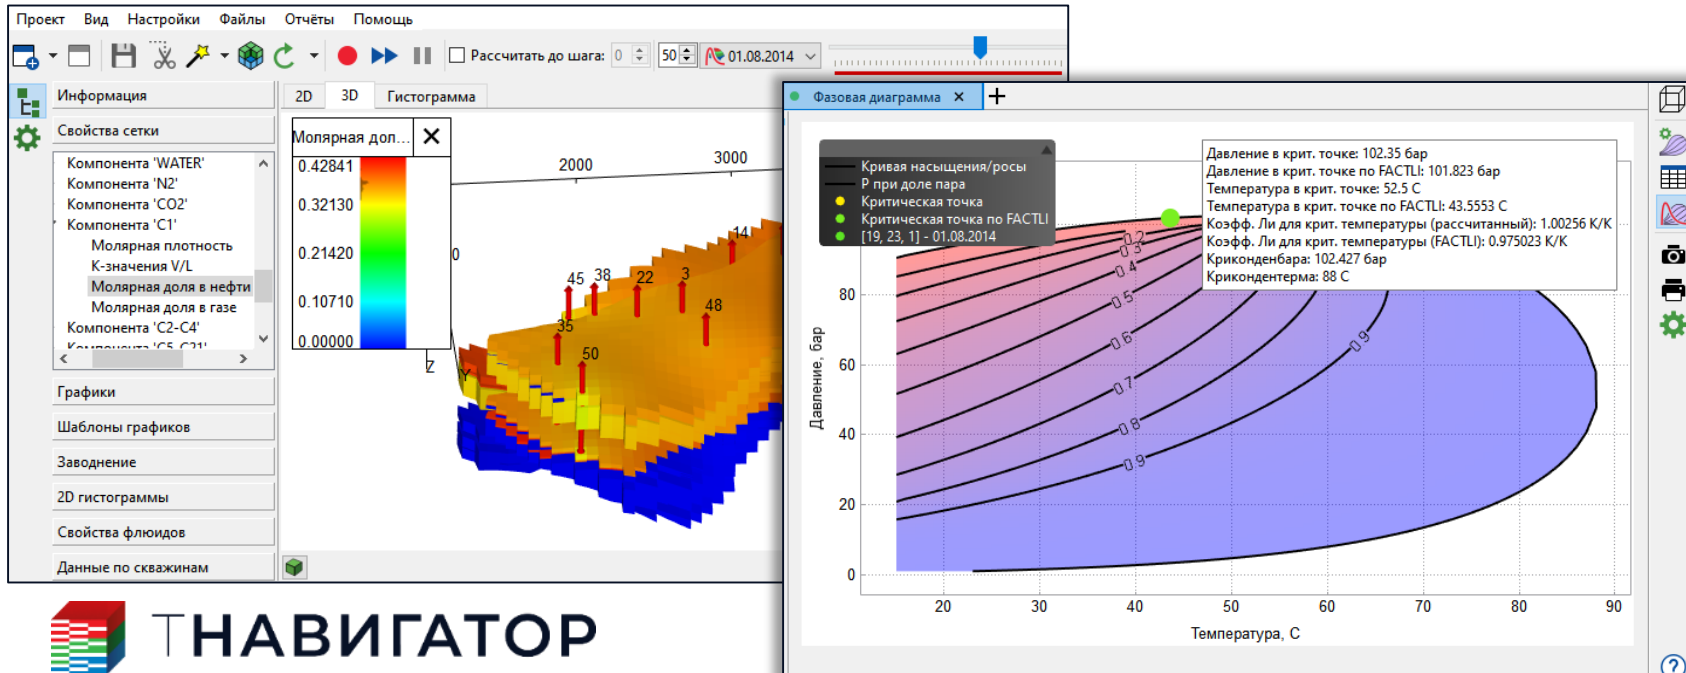 Проект Вид Настройки Файлы Отчёты Помощь
Рассчитать до шага: 0 50 01.08.2014
Информация
Свойства сетки
Компонента 'WATER'
Компонента 'N2'
Компонента 'CO2'
Компонента 'C1'
Молярная плотность
K-значения V/L
Молярная доля в нефти
Молярная доля в газе
Компонента 'C2-C4'
Компонента 'C5-C21'
Графики
Шаблоны графиков
Заводнение
2D гистограммы
Свойства флюидов
Данные по скважинам
2D 3D Гистограмма
Молярная дол...
0.42841
0.32130
0.21420
0.10710
0.00000
2000 3000
0
14
45 38 22 3
48
35
50
Z Y
Фазовая диаграмма
Кривая насыщения/росы
P при доле пара
Критическая точка
Критическая точка по FACTLI
[19, 23, 1] - 01.08.2014
Давление в крит. точке: 102.35 бар
Давление в крит. точке по FACTLI: 101.823 бар
Температура в крит. точке: 52.5 C
Температура в крит. точке по FACTLI: 43.5553 C
Коэфф. Ли для крит. температуры (рассчитанный): 1.00256 K/K
Коэфф. Ли для крит. температуры (FACTLI): 0.975023 K/K
Криконденбара: 102.427 бар
Крикондентерма: 88 C
0.2
0.3
0.4
0.5
0.6
0.7
0.8
0.9
0.9
80
60
40
20
0
Давление, бар
20 30 40 50 60 70 80 90
Температура, C
тНАВИГАТОР